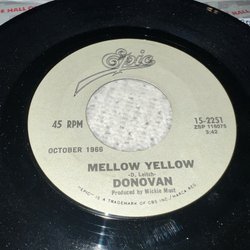 HALL O
Epic
45 RPM
15-2251
ZSP 116075
3:42
OCTOBER 1966
MELLOW YELLOW
-D. Leitch-
DONOVAN
Produced by Mickie Most
"EPIC" IS A TRADEMARK OF CBS INC./MARCA REG.